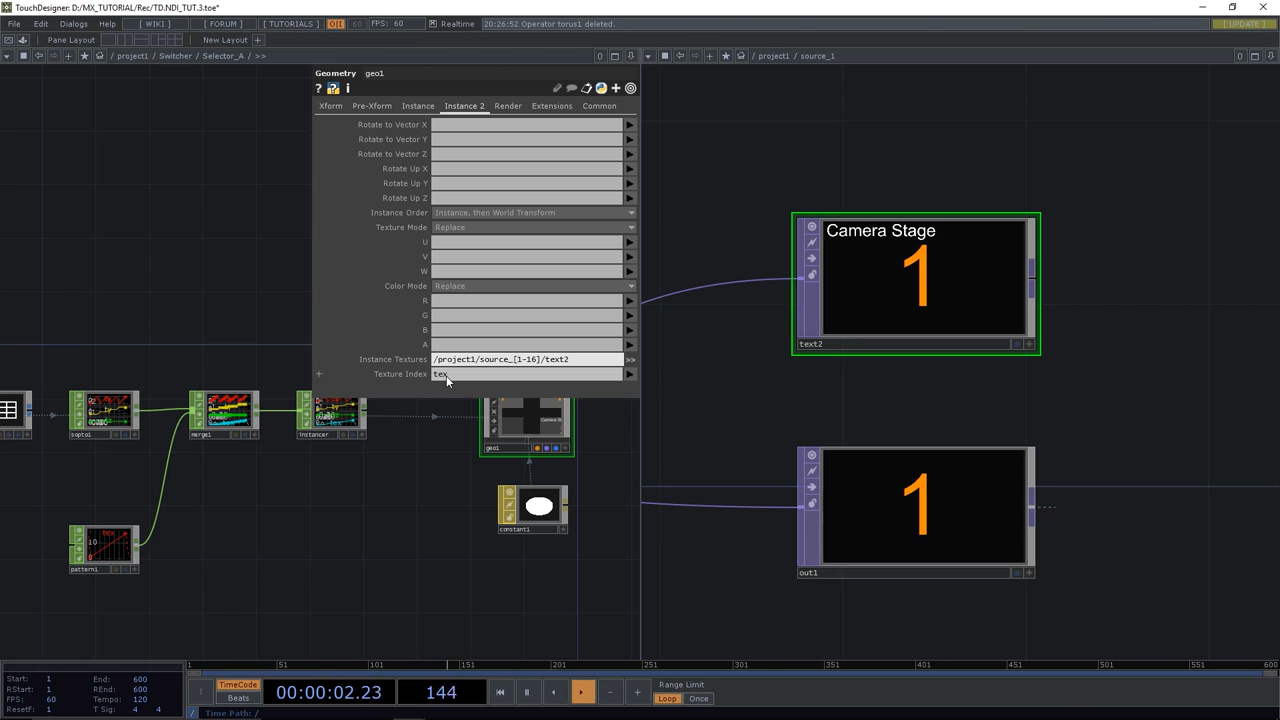 TouchDesigner: D:/MX_TUTORIAL/Rec/TD.NDI_TUT.3.toe*
File Edit Dialogs Help [ WIKI ] [ FORUM ] [ TUTORIALS ] O|I FPS: 60 Realtime 20:26:52 Operator torus1 deleted. [ UPDATE ]
Pane Layout New Layout +
/ project1 / Switcher / Selector_A / >> 0
/ project1 / source_1 0
Geometry geo1
? ? i
Xform Pre-Xform Instance Instance 2 Render Extensions Common
Rotate to Vector X
Rotate to Vector Y
Rotate to Vector Z
Rotate Up X
Rotate Up Y
Rotate Up Z
Instance Order Instance, then World Transform
Texture Mode Replace
U
V
W
Color Mode Replace
R
G
B
A
Instance Textures /project1/source_[1-16]/text2 >>
+ Texture Index tex
Camera Stage
1
text2
sopto1
merge1
instancer
geo1
constant1
tex
10
0
pattern1
1
out1
1 51 101 151 201 251 301 351 401 451 501 551 600
Start: 1 End: 600
RStart: 1 REnd: 600
FPS: 60 Tempo: 120
ResetF: 1 T Sig: 4 4
TimeCode
Beats
00:00:02.23
144
Range Limit
Loop Once
/ Time Path: /